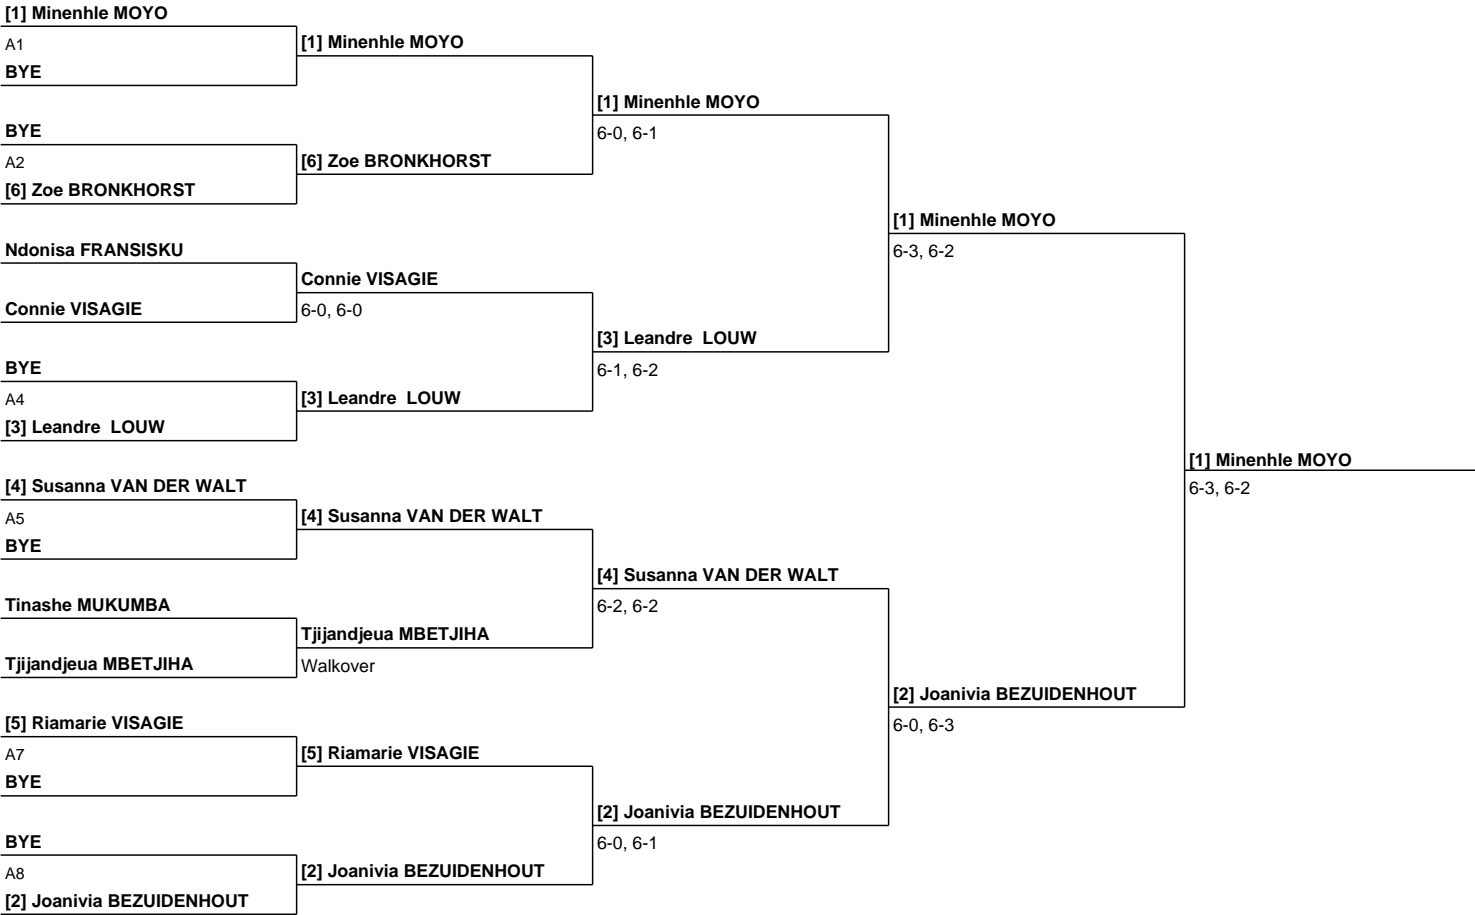 [1] Minenhle MOYO
A1
BYE
BYE
A2
[6] Zoe BRONKHORST
Ndonisa FRANSISKU
Connie VISAGIE
BYE
A4
[3] Leandre  LOUW
[4] Susanna VAN DER WALT
A5
BYE
Tinashe MUKUMBA
Tjijandjeua MBETJIHA
[5] Riamarie VISAGIE
A7
BYE
BYE
A8
[2] Joanivia BEZUIDENHOUT
[1] Minenhle MOYO
[6] Zoe BRONKHORST
Connie VISAGIE
6-0, 6-0
[3] Leandre  LOUW
[4] Susanna VAN DER WALT
Tjijandjeua MBETJIHA
Walkover
[5] Riamarie VISAGIE
[2] Joanivia BEZUIDENHOUT
[1] Minenhle MOYO
6-0, 6-1
[3] Leandre  LOUW
6-1, 6-2
[4] Susanna VAN DER WALT
6-2, 6-2
[2] Joanivia BEZUIDENHOUT
6-0, 6-1
[1] Minenhle MOYO
6-3, 6-2
[2] Joanivia BEZUIDENHOUT
6-0, 6-3
[1] Minenhle MOYO
6-3, 6-2